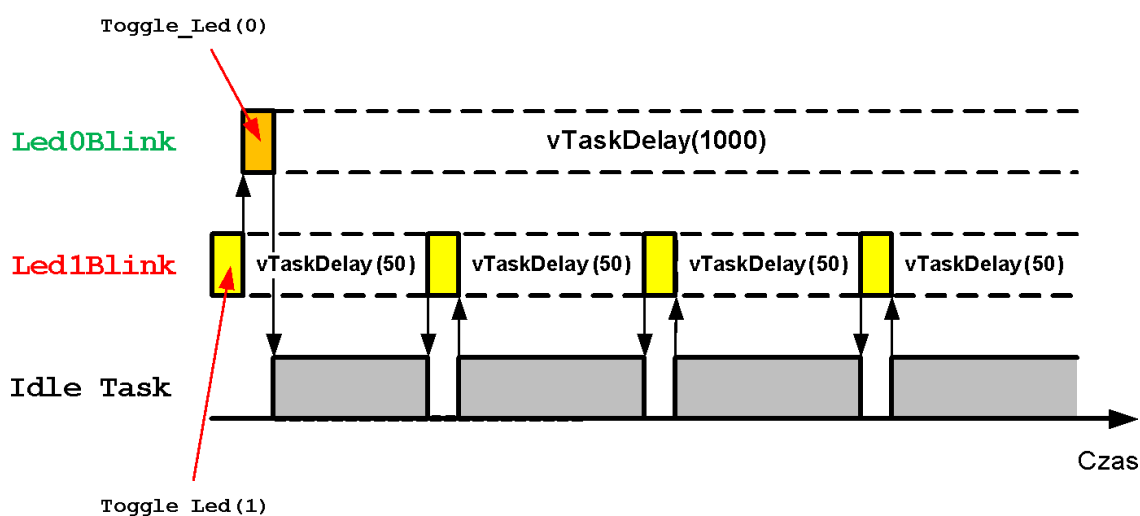 Toggle_Led(0)
Led0Blink
vTaskDelay(1000)
Led1Blink
vTaskDelay(50)
vTaskDelay(50)
vTaskDelay(50)
vTaskDelay(50)
Idle Task
Czas
Toggle Led(1)